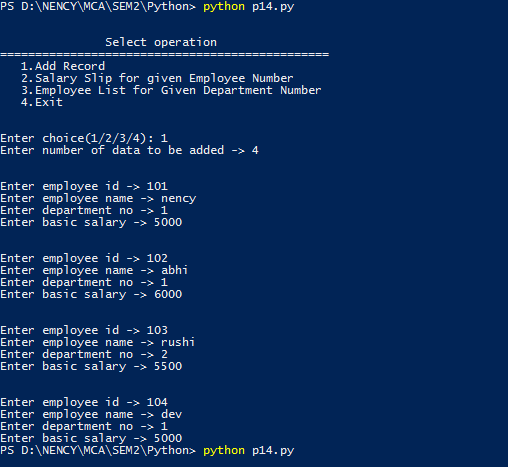 PS D:\NENCY\MCA\SEM2\Python> python p14.py
Select operation
===============================================
1.Add Record
2.Salary Slip for given Employee Number
3.Employee List for Given Department Number
4.Exit
Enter choice(1/2/3/4): 1
Enter number of data to be added -> 4
Enter employee id -> 101
Enter employee name -> nency
Enter department no -> 1
Enter basic salary -> 5000
Enter employee id -> 102
Enter employee name -> abhi
Enter department no -> 1
Enter basic salary -> 6000
Enter employee id -> 103
Enter employee name -> rushi
Enter department no -> 2
Enter basic salary -> 5500
Enter employee id -> 104
Enter employee name -> dev
Enter department no -> 1
Enter basic salary -> 5000
PS D:\NENCY\MCA\SEM2\Python> python p14.py